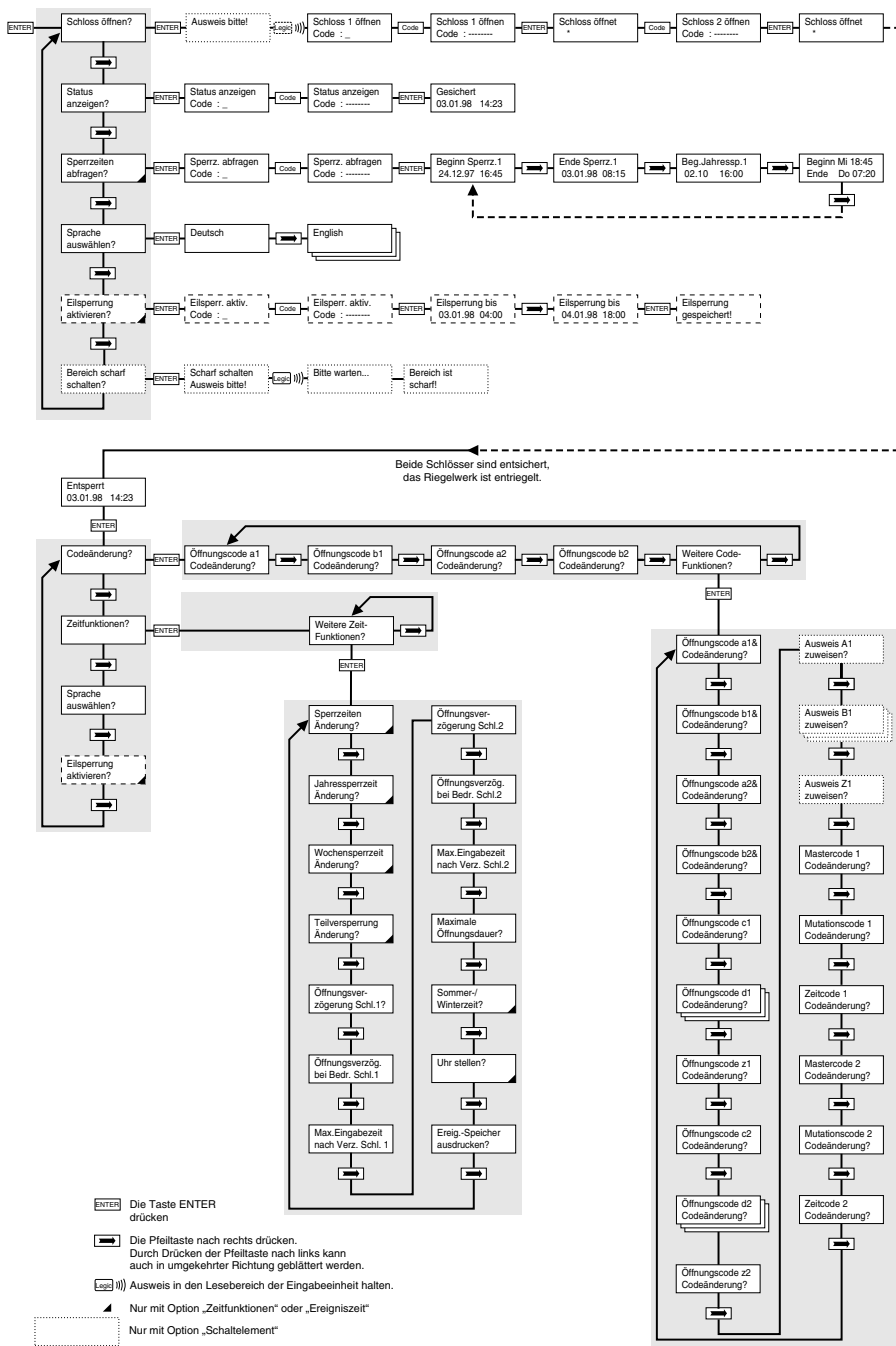 ENTER
Schloss öffnen?
ENTER
Ausweis bitte!
Legic
Schloss 1 öffnen
Code : _
Code
Schloss 1 öffnen
Code : --------
ENTER
Schloss öffnet
*
Code
Schloss 2 öffnen
Code : --------
ENTER
Schloss öffnet
*
Status
anzeigen?
ENTER
Status anzeigen
Code : _
Code
Status anzeigen
Code : --------
ENTER
Gesichert
03.01.98 14:23
Sperrzeiten
abfragen?
ENTER
Sperrz. abfragen
Code : _
Code
Sperrz. abfragen
Code : --------
ENTER
Beginn Sperrz.1
24.12.97 16:45
Ende Sperrz.1
03.01.98 08:15
Beg.Jahressp.1
02.10 16:00
Beginn Mi 18:45
Ende Do 07:20
Sprache
auswählen?
ENTER
Deutsch
English
Eilsperrung
aktivieren?
ENTER
Eilsperr. aktiv.
Code : _
Code
Eilsperr. aktiv.
Code : --------
ENTER
Eilsperrung bis
03.01.98 04:00
Eilsperrung bis
04.01.98 18:00
ENTER
Eilsperrung
gespeichert!
Bereich scharf
schalten?
ENTER
Scharf schalten
Ausweis bitte!
Legic
Bitte warten...
Bereich ist
scharf!
Beide Schlösser sind entsichert,
das Riegelwerk ist entriegelt.
Entsperrt
03.01.98 14:23
ENTER
Codeänderung?
ENTER
Öffnungscode a1
Codeänderung?
Öffnungscode b1
Codeänderung?
Öffnungscode a2
Codeänderung?
Öffnungscode b2
Codeänderung?
Weitere Code-
Funktionen?
ENTER
Zeitfunktionen?
ENTER
Weitere Zeit-
Funktionen?
ENTER
Sprache
auswählen?
Eilsperrung
aktivieren?
Sperrzeiten
Änderung?
Jahressperrzeit
Änderung?
Wochensperrzeit
Änderung?
Teilversperrung
Änderung?
Öffnungsver-
zögerung Schl.1?
Öffnungsverzög.
bei Bedr. Schl.1
Max.Eingabezeit
nach Verz. Schl. 1
Öffnungsver-
zögerung Schl.2
Öffnungsverzög.
bei Bedr. Schl.2
Max.Eingabezeit
nach Verz. Schl.2
Maximale
Öffnungsdauer?
Sommer-/
Winterzeit?
Uhr stellen?
Ereig.-Speicher
ausdrucken?
Öffnungscode a1&
Codeänderung?
Öffnungscode b1&
Codeänderung?
Öffnungscode a2&
Codeänderung?
Öffnungscode b2&
Codeänderung?
Öffnungscode c1
Codeänderung?
Öffnungscode d1
Codeänderung?
Öffnungscode z1
Codeänderung?
Öffnungscode c2
Codeänderung?
Öffnungscode d2
Codeänderung?
Öffnungscode z2
Codeänderung?
Ausweis A1
zuweisen?
Ausweis B1
zuweisen?
Ausweis Z1
zuweisen?
Mastercode 1
Codeänderung?
Mutationscode 1
Codeänderung?
Zeitcode 1
Codeänderung?
Mastercode 2
Codeänderung?
Mutationscode 2
Codeänderung?
Zeitcode 2
Codeänderung?
ENTER Die Taste ENTER
drücken
Die Pfeiltaste nach rechts drücken.
Durch Drücken der Pfeiltaste nach links kann
auch in umgekehrter Richtung geblättert werden.
Legic Ausweis in den Lesebereich der Eingabeeinheit halten.
Nur mit Option „Zeitfunktionen“ oder „Ereigniszeit“
Nur mit Option „Schaltelement“